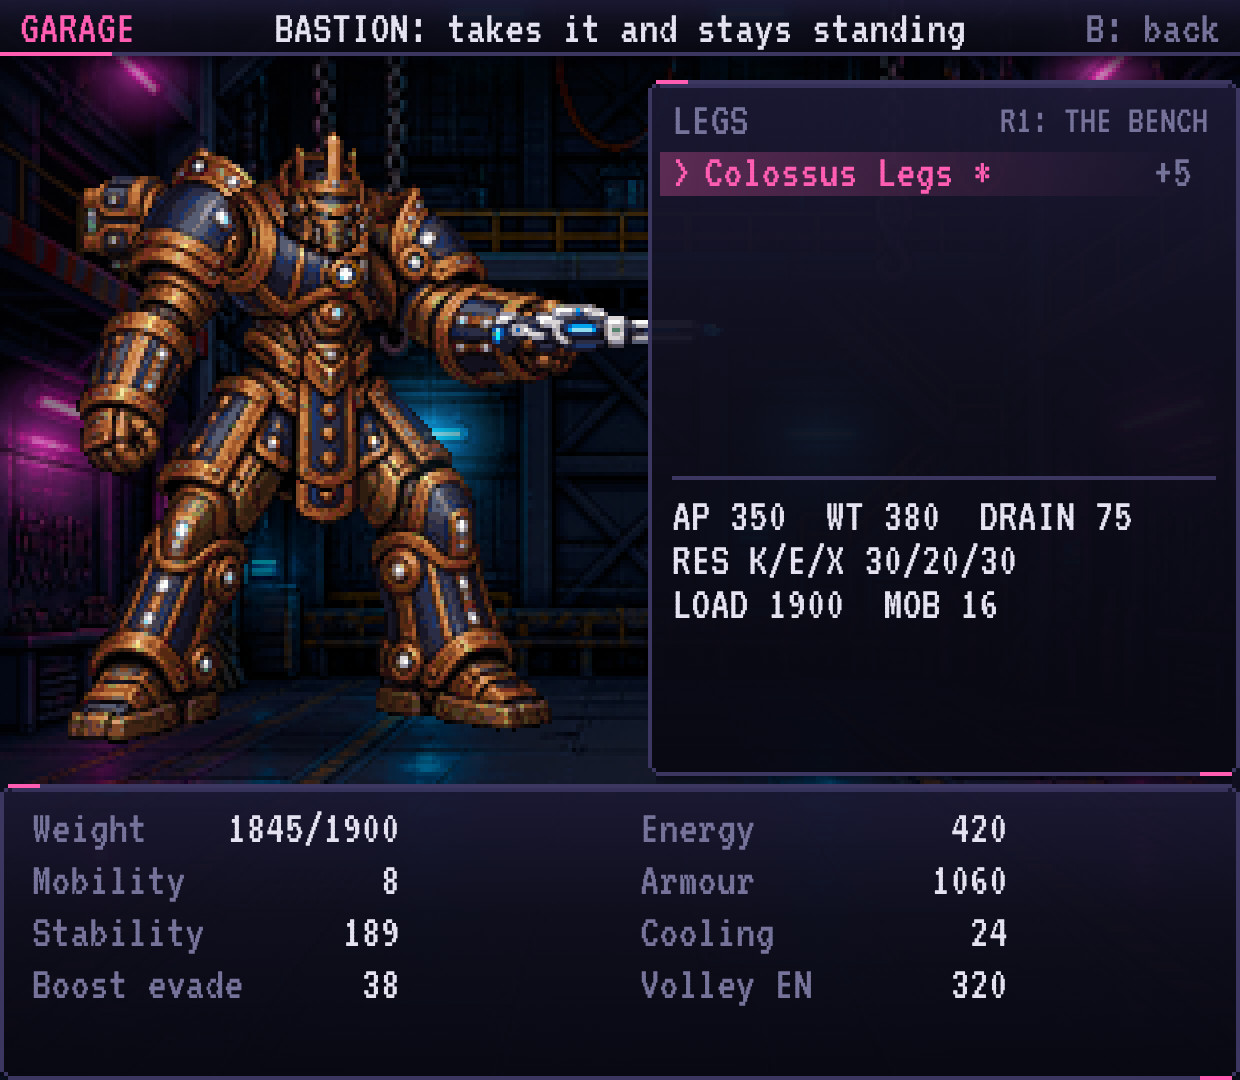 GARAGE BASTION: takes it and stays standing B: back
LEGS R1: THE BENCH
> Colossus Legs * +5
AP 350 WT 380 DRAIN 75
RES K/E/X 30/20/30
LOAD 1900 MOB 16
Weight 1845/1900 Energy 420
Mobility 8 Armour 1060
Stability 189 Cooling 24
Boost evade 38 Volley EN 320